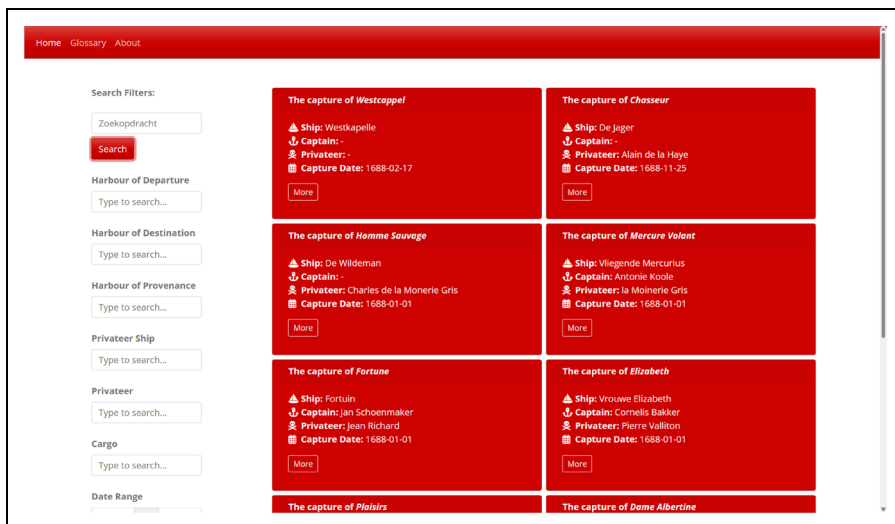 Home Glossary About
Search Filters:
Zoekopdracht
Search
Harbour of Departure
Type to search...
Harbour of Destination
Type to search...
Harbour of Provenance
Type to search...
Privateer Ship
Type to search...
Privateer
Type to search...
Cargo
Type to search...
Date Range
The capture of Westcappel
Ship: Westkapelle
Captain: -
Privateer: -
Capture Date: 1688-02-17
More
The capture of Chasseur
Ship: De Jager
Captain: -
Privateer: Alain de la Haye
Capture Date: 1688-11-25
More
The capture of Homme Sauvage
Ship: De Wildeman
Captain: -
Privateer: Charles de la Monerie Gris
Capture Date: 1688-01-01
More
The capture of Mercure Volant
Ship: Vliegende Mercurius
Captain: Antonie Koole
Privateer: la Moinerie Gris
Capture Date: 1688-01-01
More
The capture of Fortune
Ship: Fortuin
Captain: Jan Schoenmaker
Privateer: Jean Richard
Capture Date: 1688-01-01
More
The capture of Elizabeth
Ship: Vrouwe Elizabeth
Captain: Cornelis Bakker
Privateer: Pierre Valliton
Capture Date: 1688-01-01
More
The capture of Plaisirs
The capture of Dame Albertine